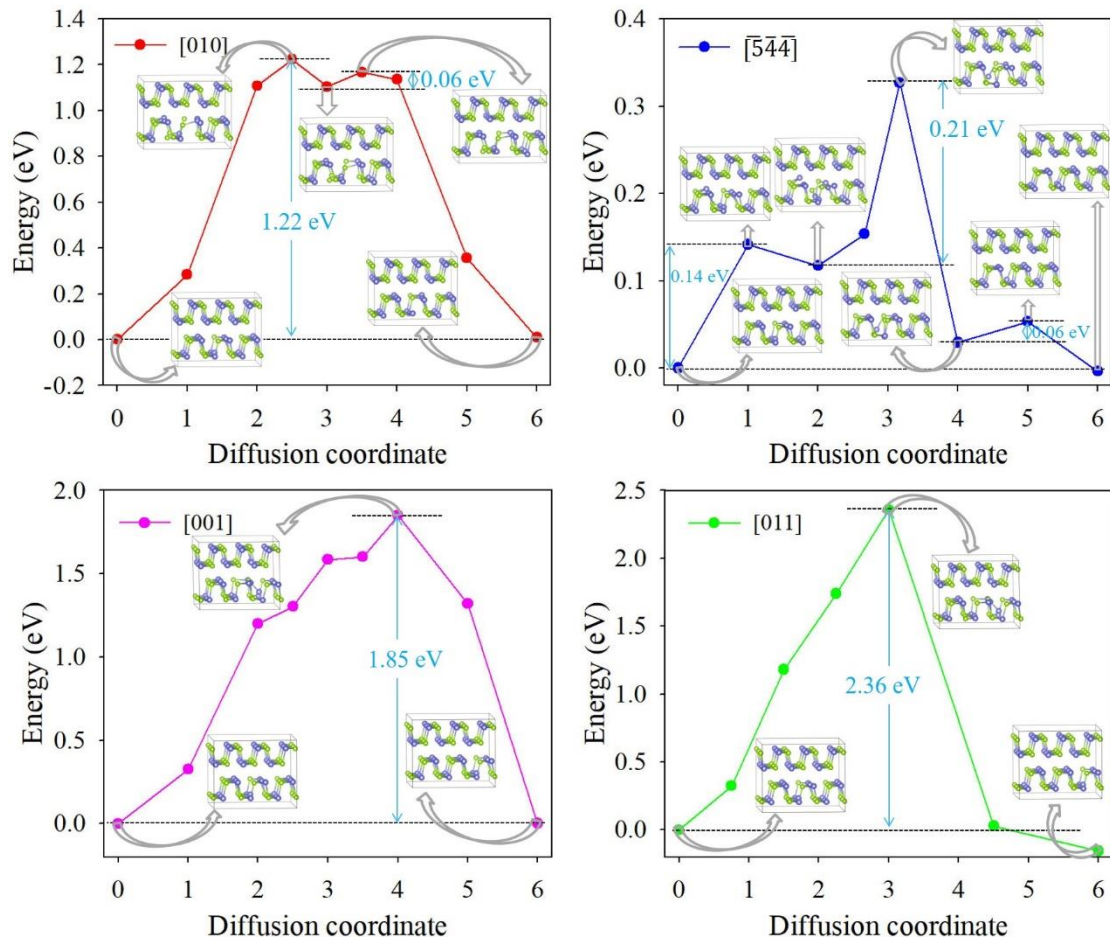 1.4
1.2
1.0
0.8
0.6
0.4
0.2
0.0
-0.2
Energy (eV)
[010]
0.06 eV
1.22 eV
0 1 2 3 4 5 6
Diffusion coordinate
0.4
0.3
0.2
0.1
0.0
Energy (eV)
[5̅4̅4̅]
0.21 eV
0.14 eV
0.06 eV
0 1 2 3 4 5 6
Diffusion coordinate
2.0
1.5
1.0
0.5
0.0
Energy (eV)
[001]
1.85 eV
0 1 2 3 4 5 6
Diffusion coordinate
2.5
2.0
1.5
1.0
0.5
0.0
Energy (eV)
[011]
2.36 eV
0 1 2 3 4 5 6
Diffusion coordinate